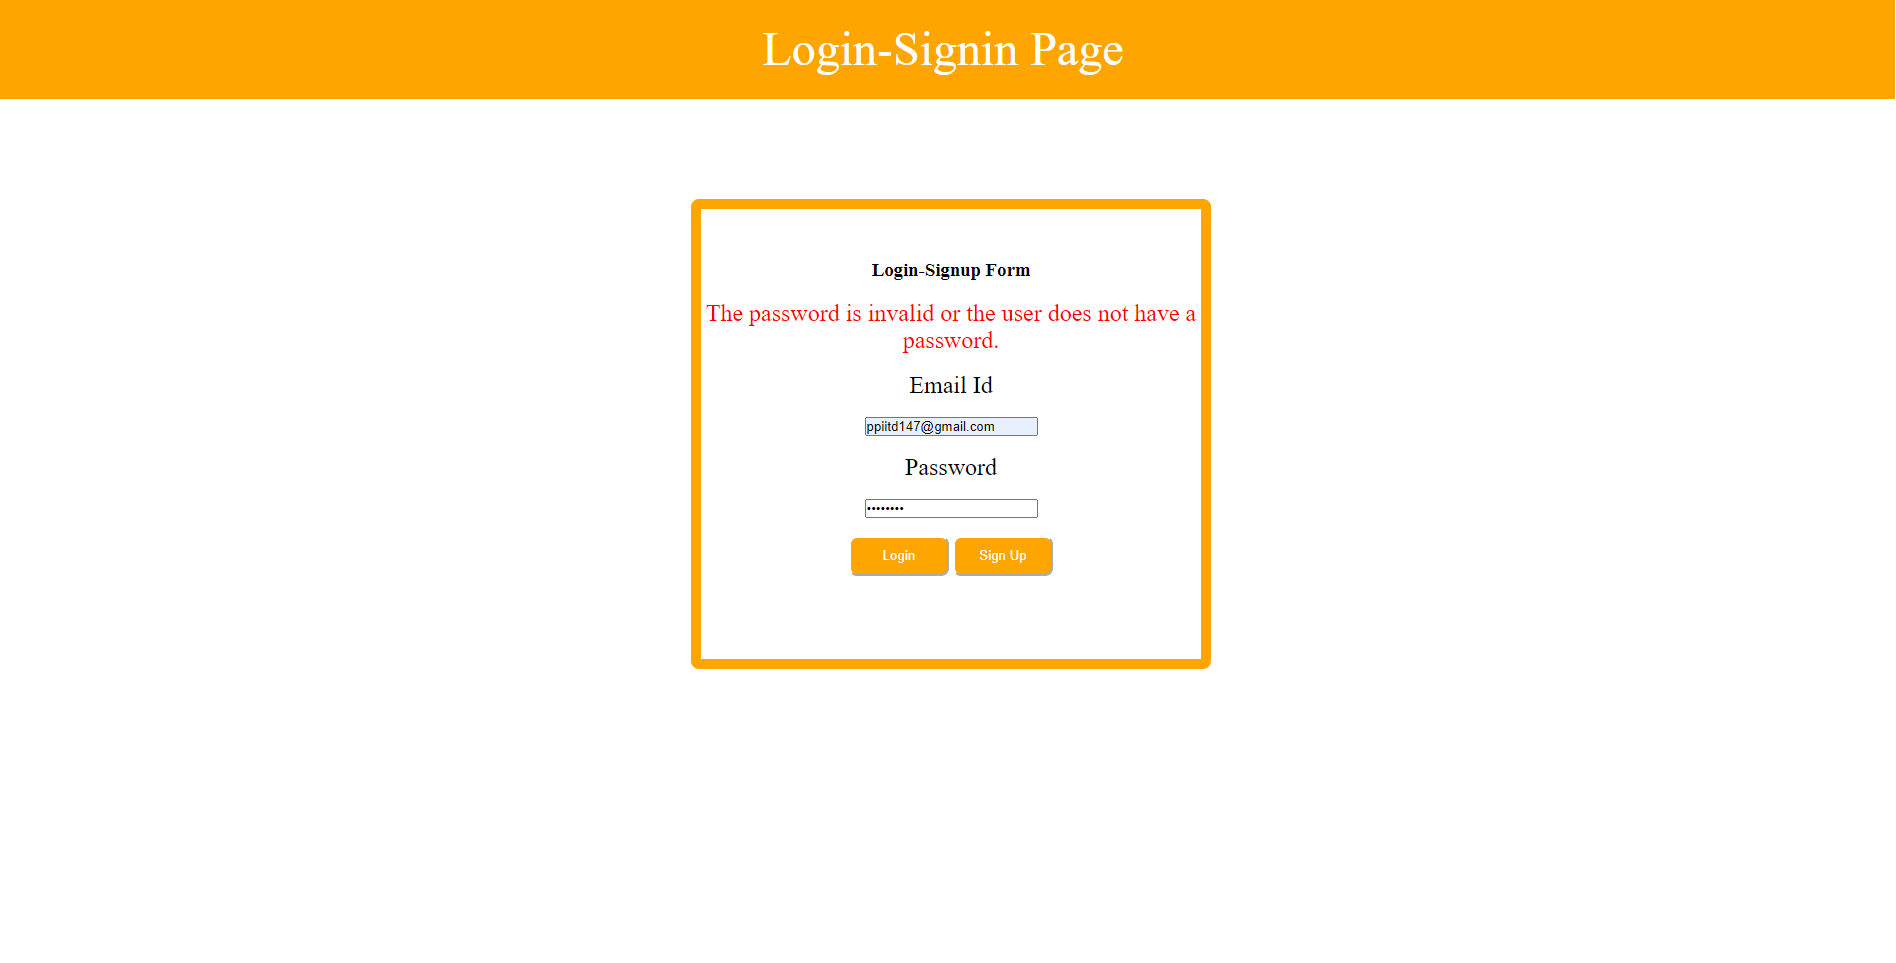 Login-Signin Page
Login-Signup Form
The password is invalid or the user does not have a
password.
Email Id
ppiitd147@gmail.com
Password
••••••••
Login
Sign Up